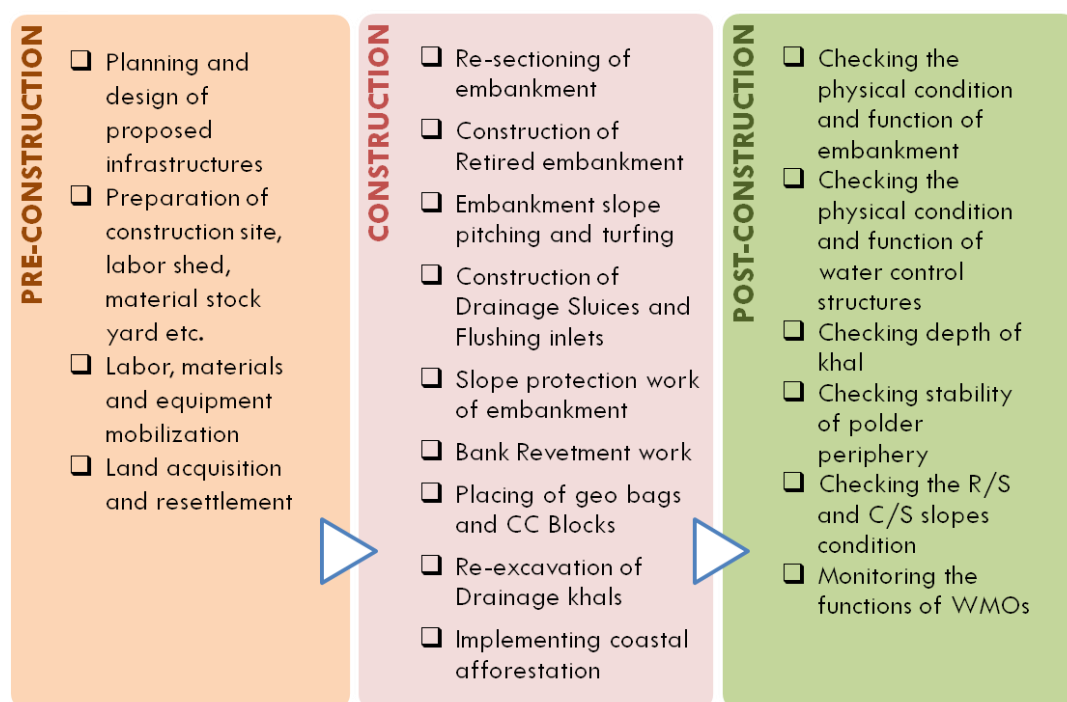 PRE-CONSTRUCTION
Planning and
design of
proposed
infrastructures
Preparation of
construction site,
labor shed,
material stock
yard etc.
Labor, materials
and equipment
mobilization
Land acquisition
and resettlement
CONSTRUCTION
Re-sectioning of
embankment
Construction of
Retired embankment
Embankment slope
pitching and turfing
Construction of
Drainage Sluices and
Flushing inlets
Slope protection work
of embankment
Bank Revetment work
Placing of geo bags
and CC Blocks
Re-excavation of
Drainage khals
Implementing coastal
afforestation
POST-CONSTRUCTION
Checking the
physical condition
and function of
embankment
Checking the
physical condition
and function of
water control
structures
Checking depth of
khal
Checking stability
of polder
periphery
Checking the R/S
and C/S slopes
condition
Monitoring the
functions of WMOs